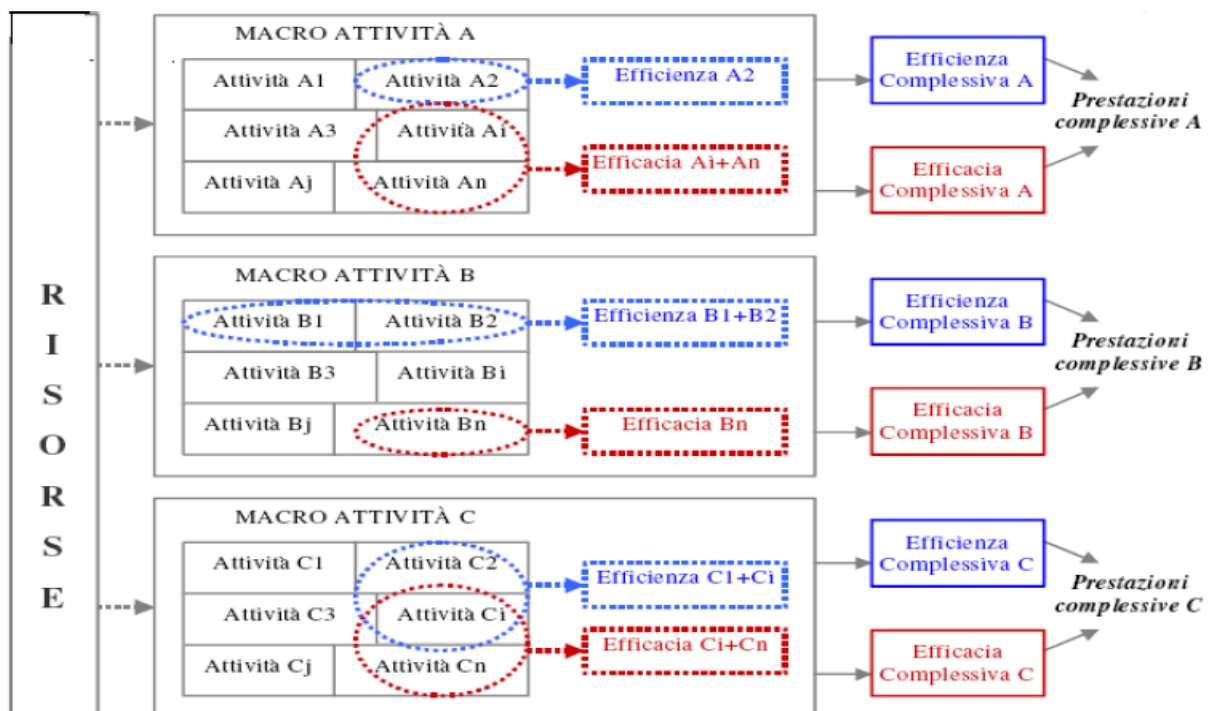 RISORSE
MACRO ATTIVITÀ A
Attività A1
Attività A2
Attività A3
Attività Ai
Attività Aj
Attività An
Efficienza A2
Efficacia Ai+An
Efficienza
Complessiva A
Efficacia
Complessiva A
Prestazioni
complessive A
MACRO ATTIVITÀ B
Attività B1
Attività B2
Attività B3
Attività Bi
Attività Bj
Attività Bn
Efficienza B1+B2
Efficacia Bn
Efficienza
Complessiva B
Efficacia
Complessiva B
Prestazioni
complessive B
MACRO ATTIVITÀ C
Attività C1
Attività C2
Attività C3
Attività Ci
Attività Cj
Attività Cn
Efficienza C1+Ci
Efficacia Ci+Cn
Efficienza
Complessiva C
Efficacia
Complessiva C
Prestazioni
complessive C